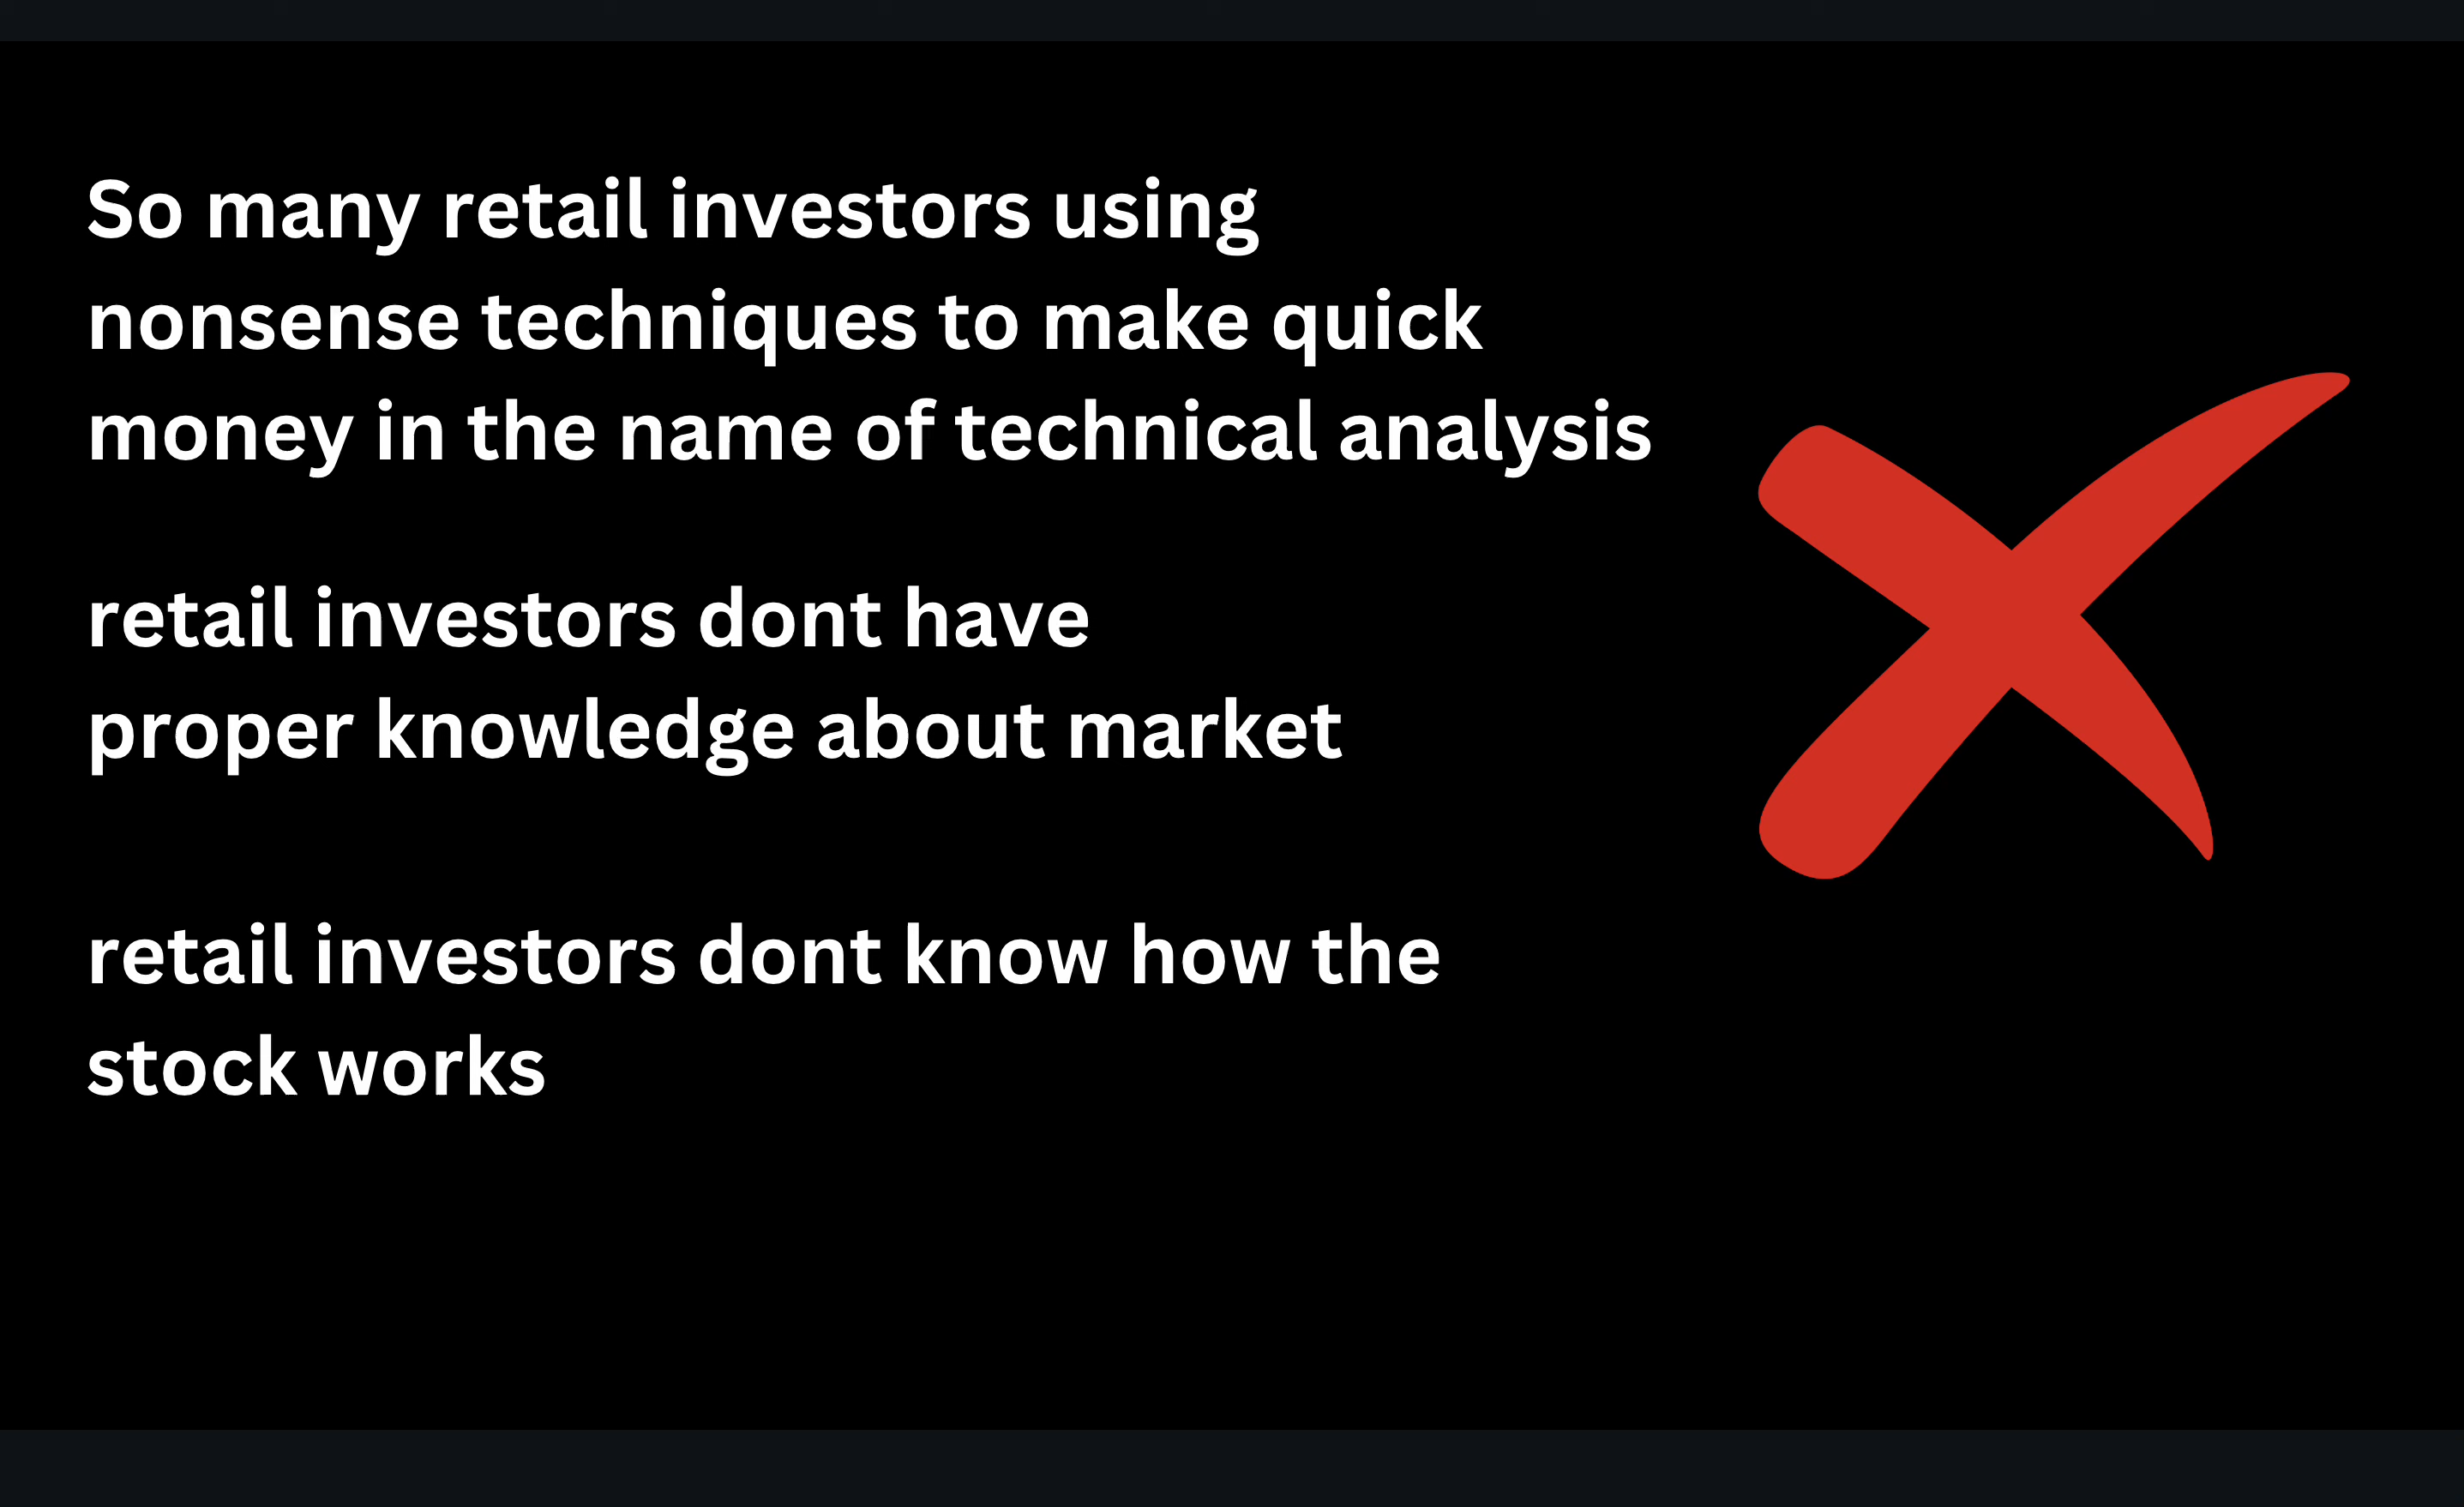 So many retail investors using
nonsense techniques to make quick
money in the name of technical analysis
retail investors dont have
proper knowledge about market
retail investors dont know how the
stock works